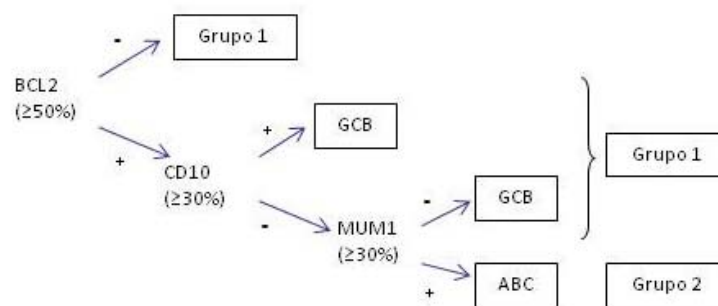 -
Grupo 1
BCL2
(≥50%)
+
+
GCB
CD10
(≥30%)
-
Grupo 1
-
GCB
MUM1
(≥30%)
+
ABC
Grupo 2